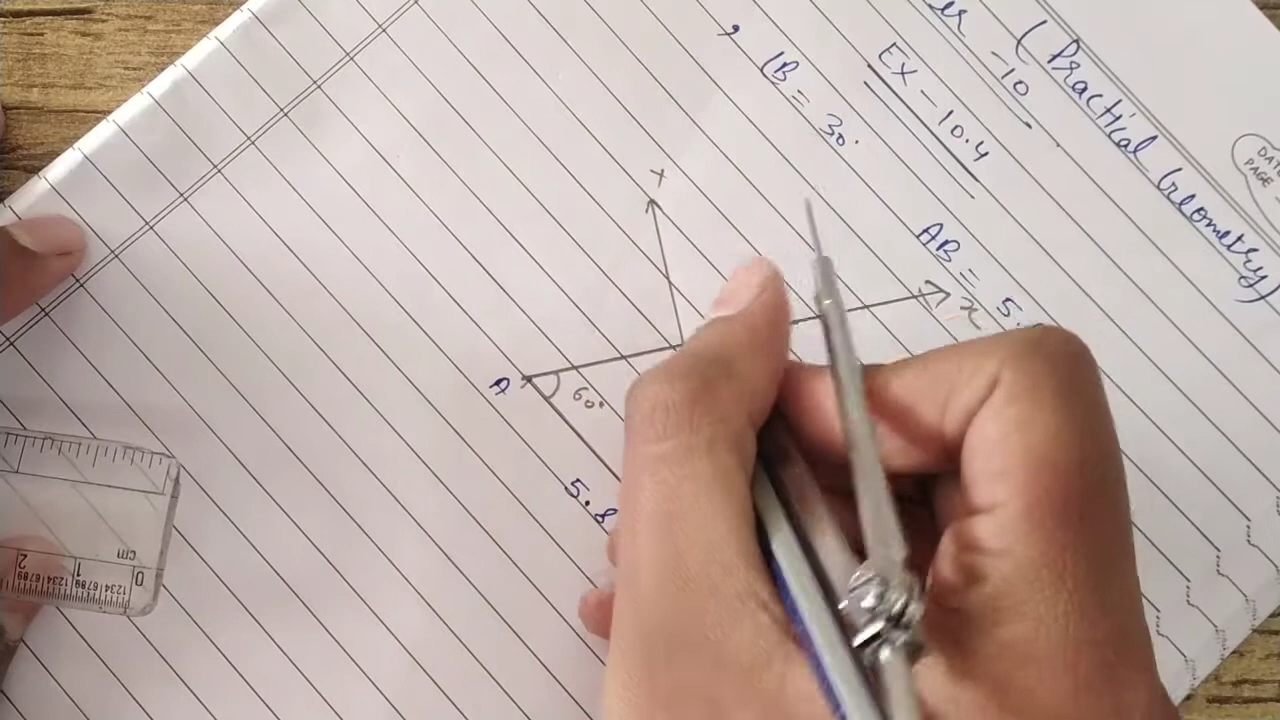 DATE
PAGE
-10 (Practical Geometry)
EX-10.4
AB = 5.
, ∠B = 30°
X
x
A
60°
5.8
cm
0 1 2